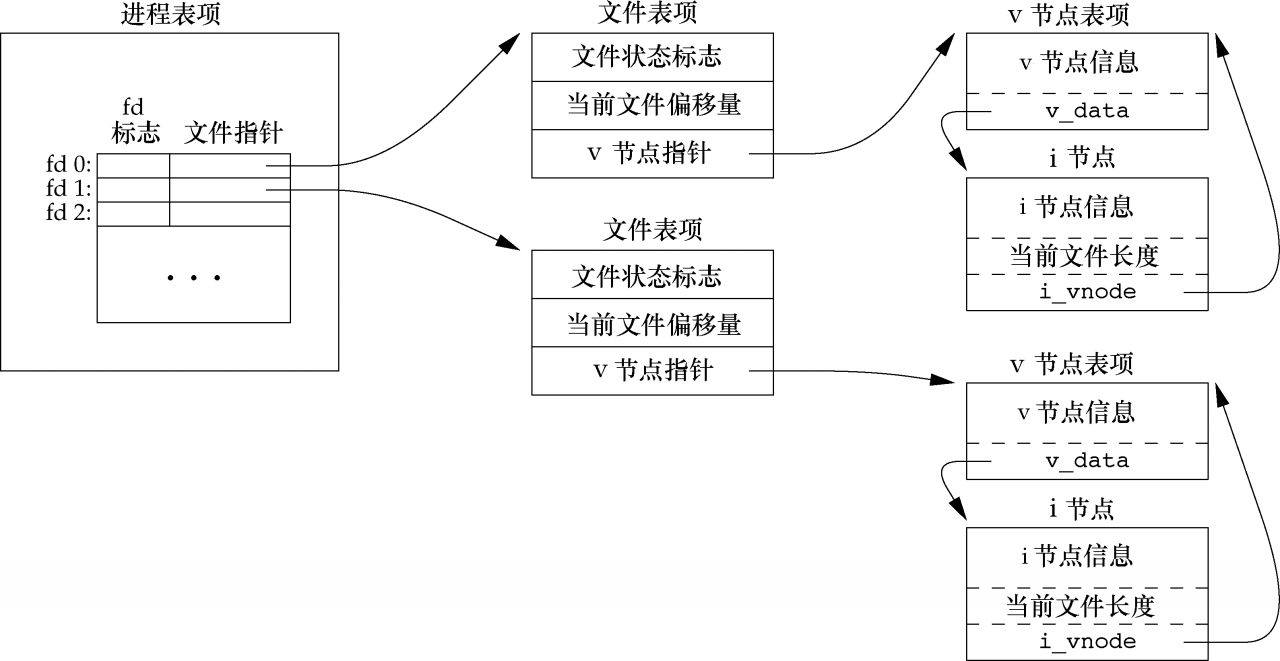 进程表项
fd
标志 文件指针
fd 0:
fd 1:
fd 2:
· · ·
文件表项
文件状态标志
当前文件偏移量
v 节点指针
文件表项
文件状态标志
当前文件偏移量
v 节点指针
v 节点表项
v 节点信息
v_data
i 节点
i 节点信息
当前文件长度
i_vnode
v 节点表项
v 节点信息
v_data
i 节点
i 节点信息
当前文件长度
i_vnode